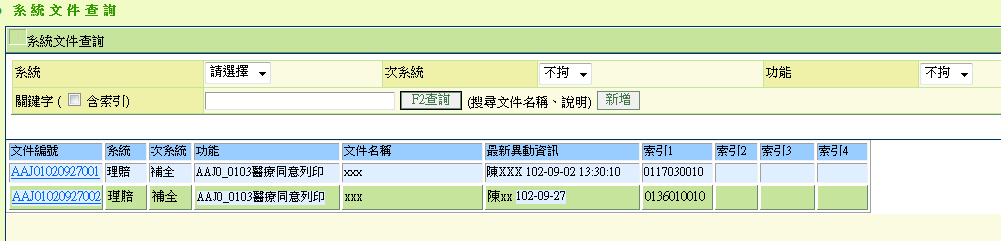 系統文件查詢
系統文件查詢
系統 請選擇 次系統 不拘 功能 不拘
關鍵字 ( 含索引) F2查詢 (搜尋文件名稱、說明) 新增
文件編號 系統 次系統 功能 文件名稱 最新異動資訊 索引1 索引2 索引3 索引4
AAJ01020927001 理賠 補全 AAJ0_0103醫療同意列印 xxx 陳XXX 102-09-02 13:30:10 0117030010
AAJ01020927002 理賠 補全 AAJ0_0103醫療同意列印 xxx 陳xx 102-09-27 0136010010